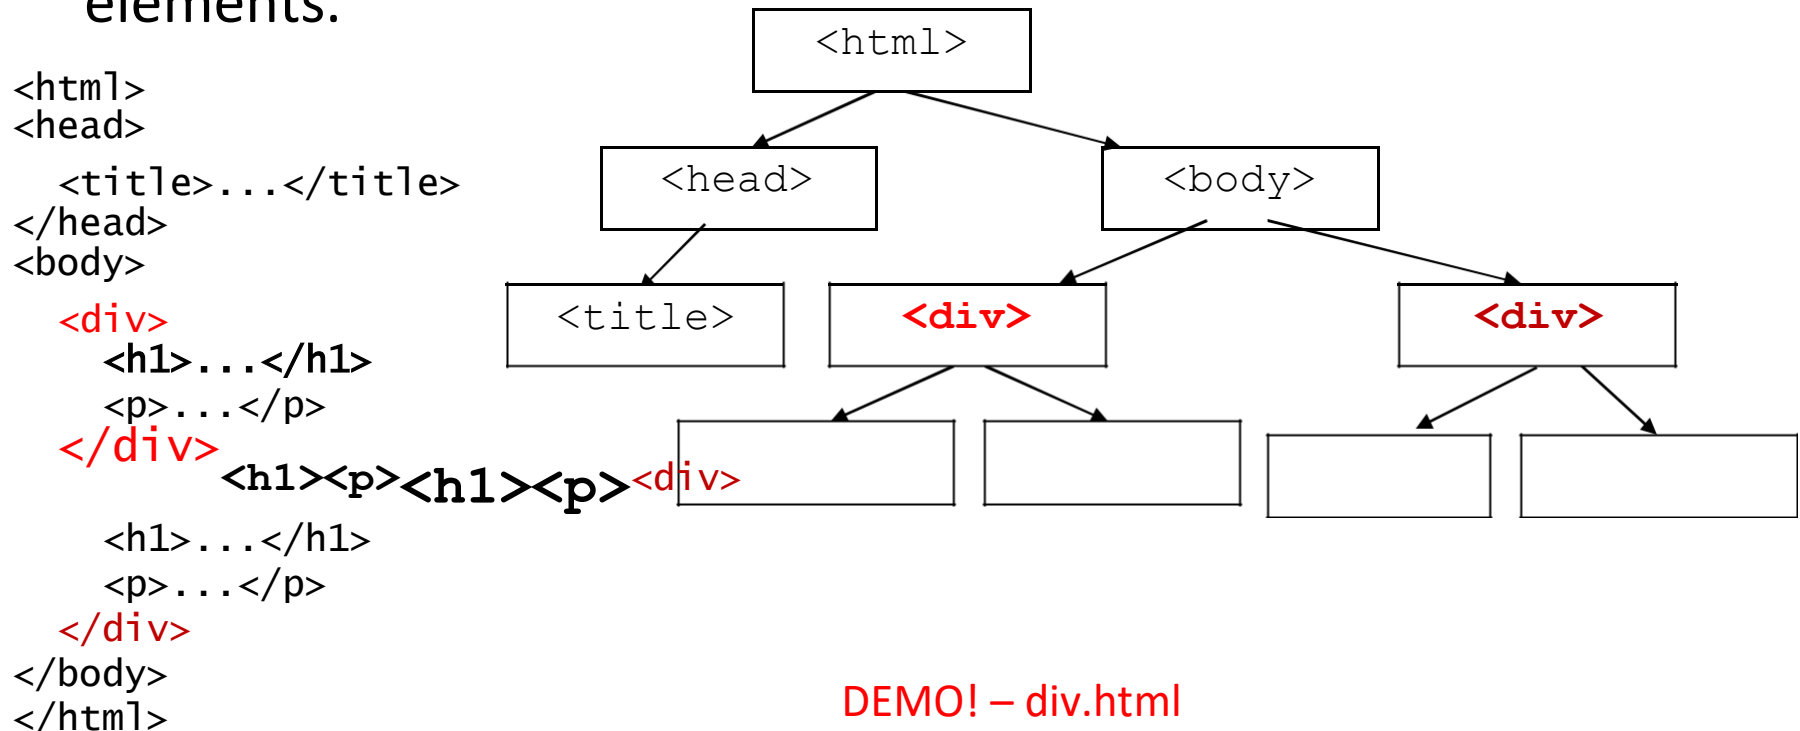 elements.
<html>
<head>
<title>...</title>
</head>
<body>
<div>
<h1>...</h1>
<p>...</p>
</div>
<h1><p><h1><p><div>
<h1>...</h1>
<p>...</p>
</div>
</body>
</html>
<html>
<head> <body>
<title> <div> <div>
DEMO! – div.html